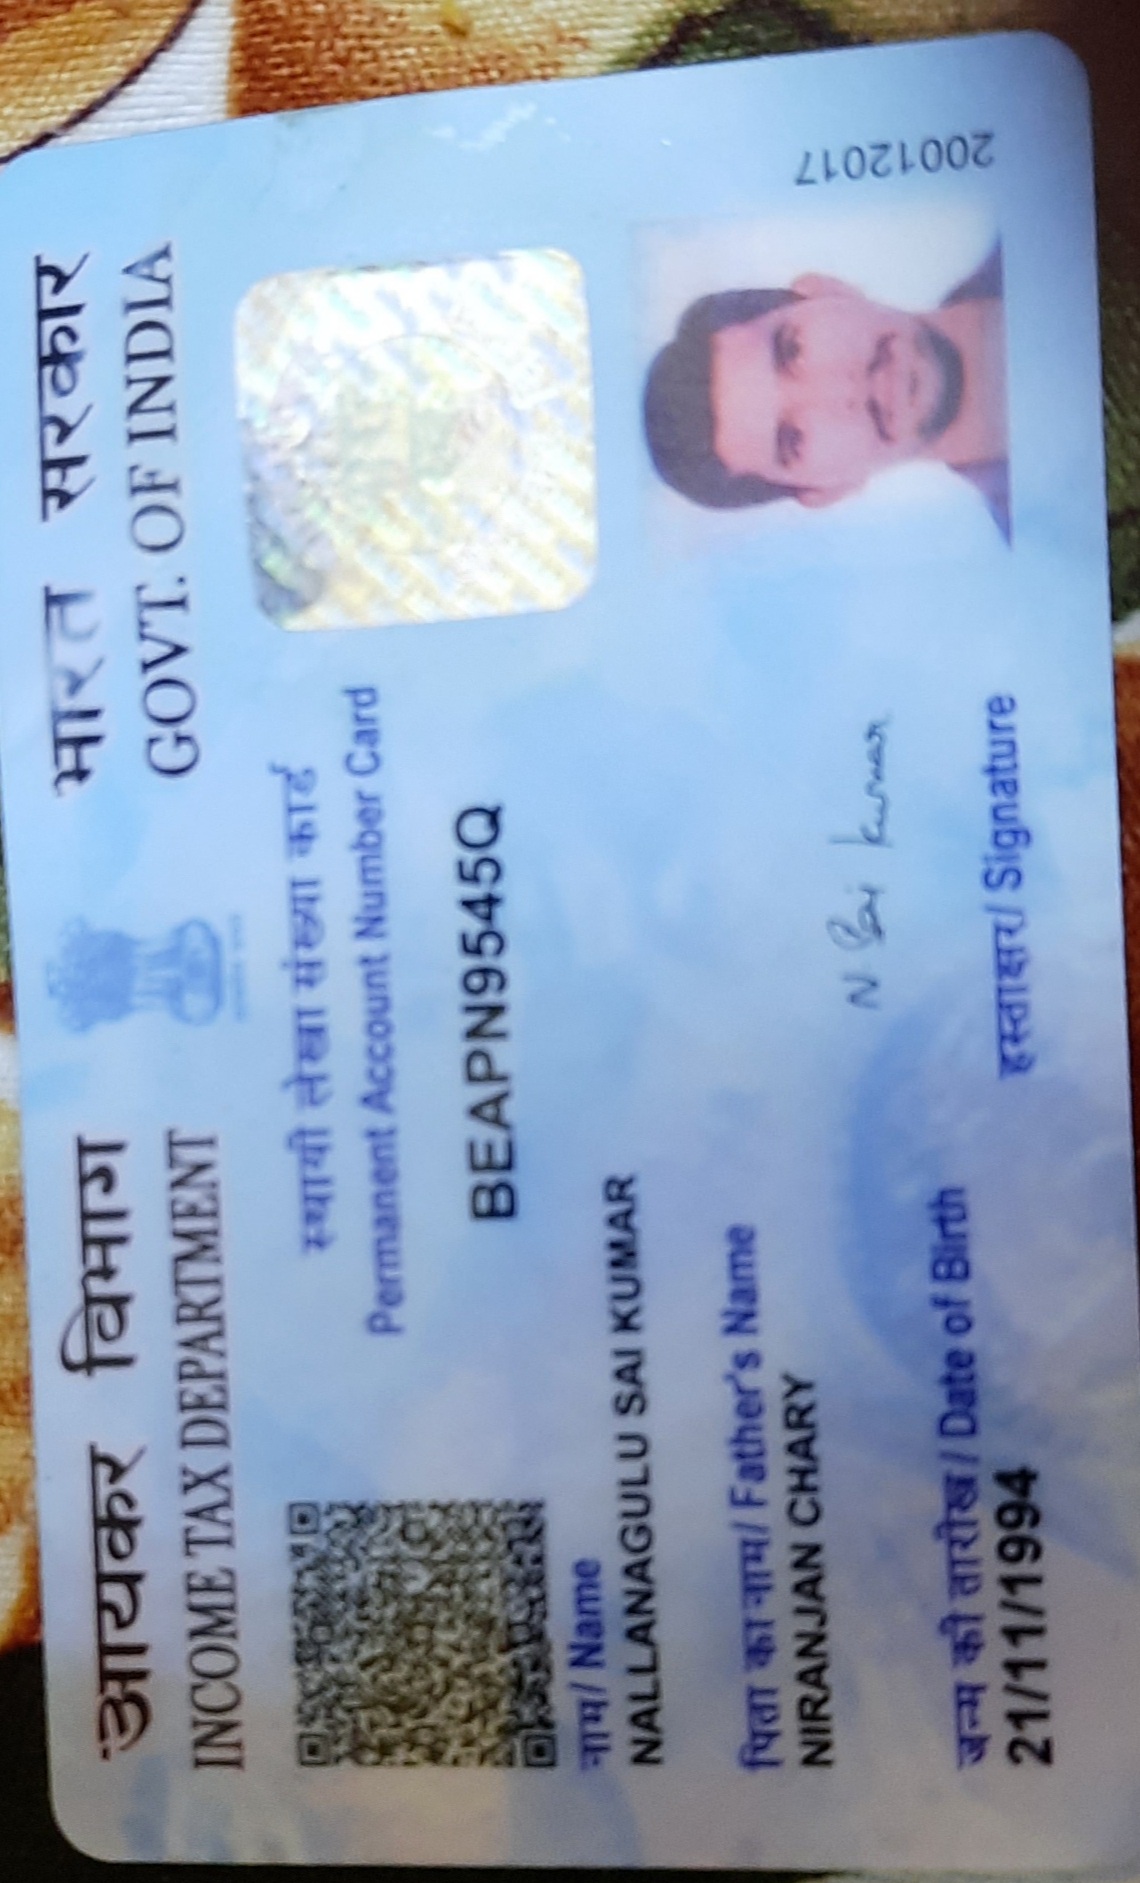 आयकर विभाग
INCOME TAX DEPARTMENT
भारत सरकार
GOVT. OF INDIA
स्थायी लेखा संख्या कार्ड
Permanent Account Number Card
BEAPN9545Q
नाम/ Name
NALLANAGULU SAI KUMAR
पिता का नाम/ Father's Name
NIRANJAN CHARY
जन्म की तारीख/ Date of Birth
21/11/1994
N Sai kumar
हस्ताक्षर/ Signature
20012017